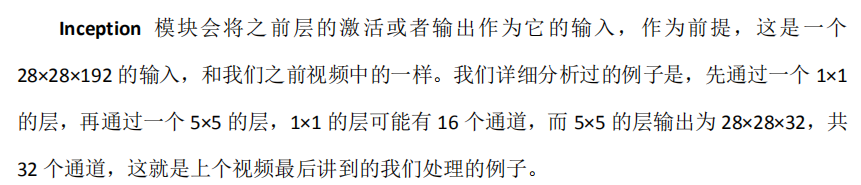 Inception 模块会将之前层的激活或者输出作为它的输入，作为前提，这是一个
28×28×192 的输入，和我们之前视频中的一样。我们详细分析过的例子是，先通过一个 1×1
的层，再通过一个 5×5 的层，1×1 的层可能有 16 个通道，而 5×5 的层输出为 28×28×32，共
32 个通道，这就是上个视频最后讲到的我们处理的例子。